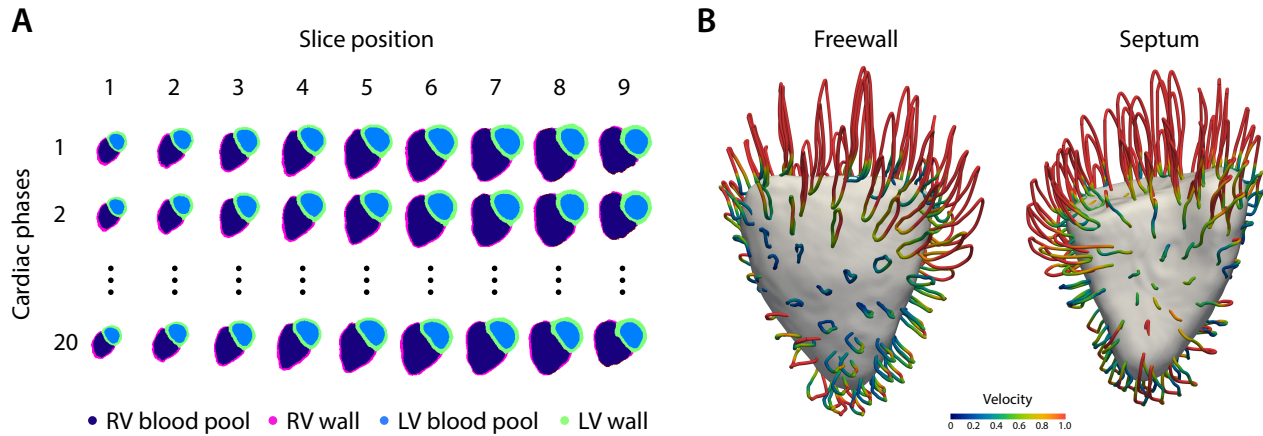 A
Slice position
1 2 3 4 5 6 7 8 9
Cardiac phases
1
2
20
RV blood pool RV wall LV blood pool LV wall
B
Freewall Septum
Velocity
0 0.2 0.4 0.6 0.8 1.0